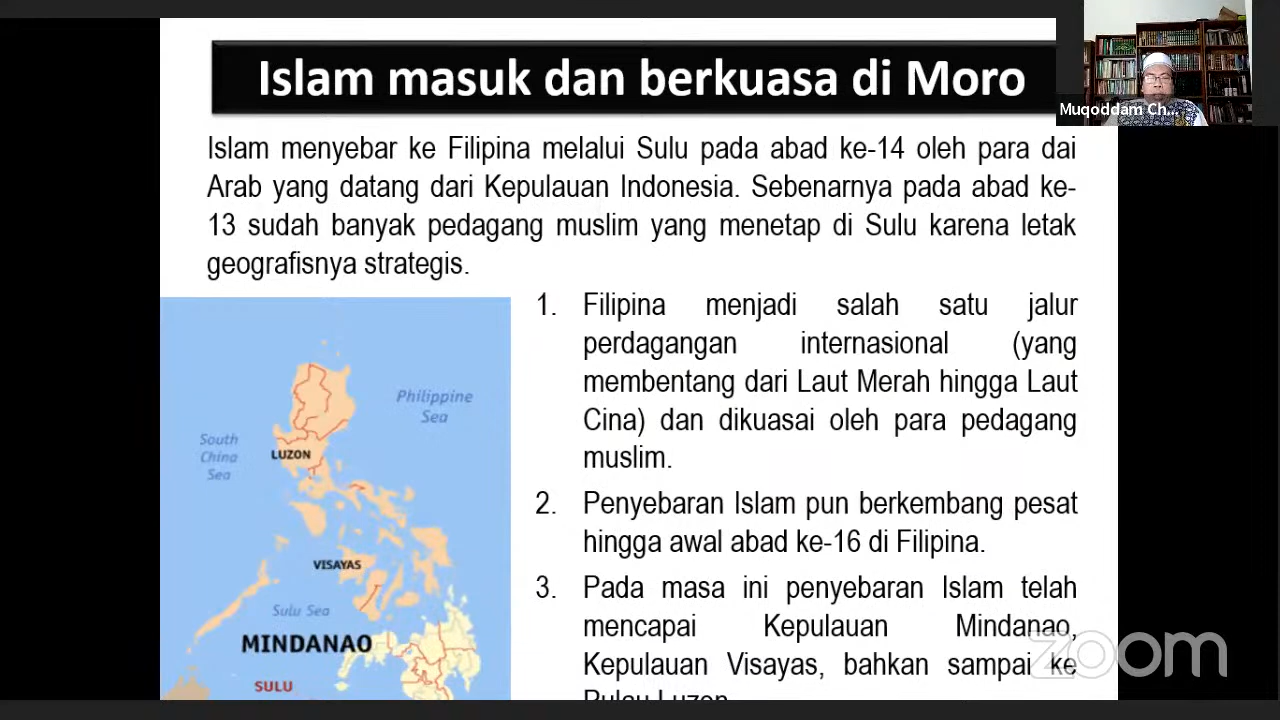 Islam masuk dan berkuasa di Moro
Muqoddam Ch...
Islam menyebar ke Filipina melalui Sulu pada abad ke-14 oleh para dai
Arab yang datang dari Kepulauan Indonesia. Sebenarnya pada abad ke-
13 sudah banyak pedagang muslim yang menetap di Sulu karena letak
geografisnya strategis.
1. Filipina menjadi salah satu jalur
perdagangan internasional (yang
membentang dari Laut Merah hingga Laut
Cina) dan dikuasai oleh para pedagang
muslim.
2. Penyebaran Islam pun berkembang pesat
hingga awal abad ke-16 di Filipina.
3. Pada masa ini penyebaran Islam telah
mencapai Kepulauan Mindanao,
Kepulauan Visayas, bahkan sampai ke
Pulau Luzon.
Philippine
Sea
South
China
Sea
LUZON
VISAYAS
Sulu Sea
MINDANAO
SULU
zoom